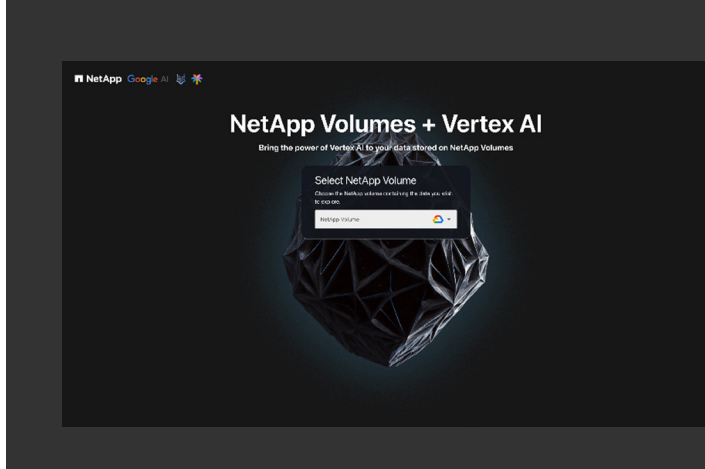 NetApp Google AI
NetApp Volumes + Vertex AI
Bring the power of Vertex AI to your data stored on NetApp Volumes
Select NetApp Volume
Choose the NetApp volume containing the data you wish
to explore.
NetApp Volume